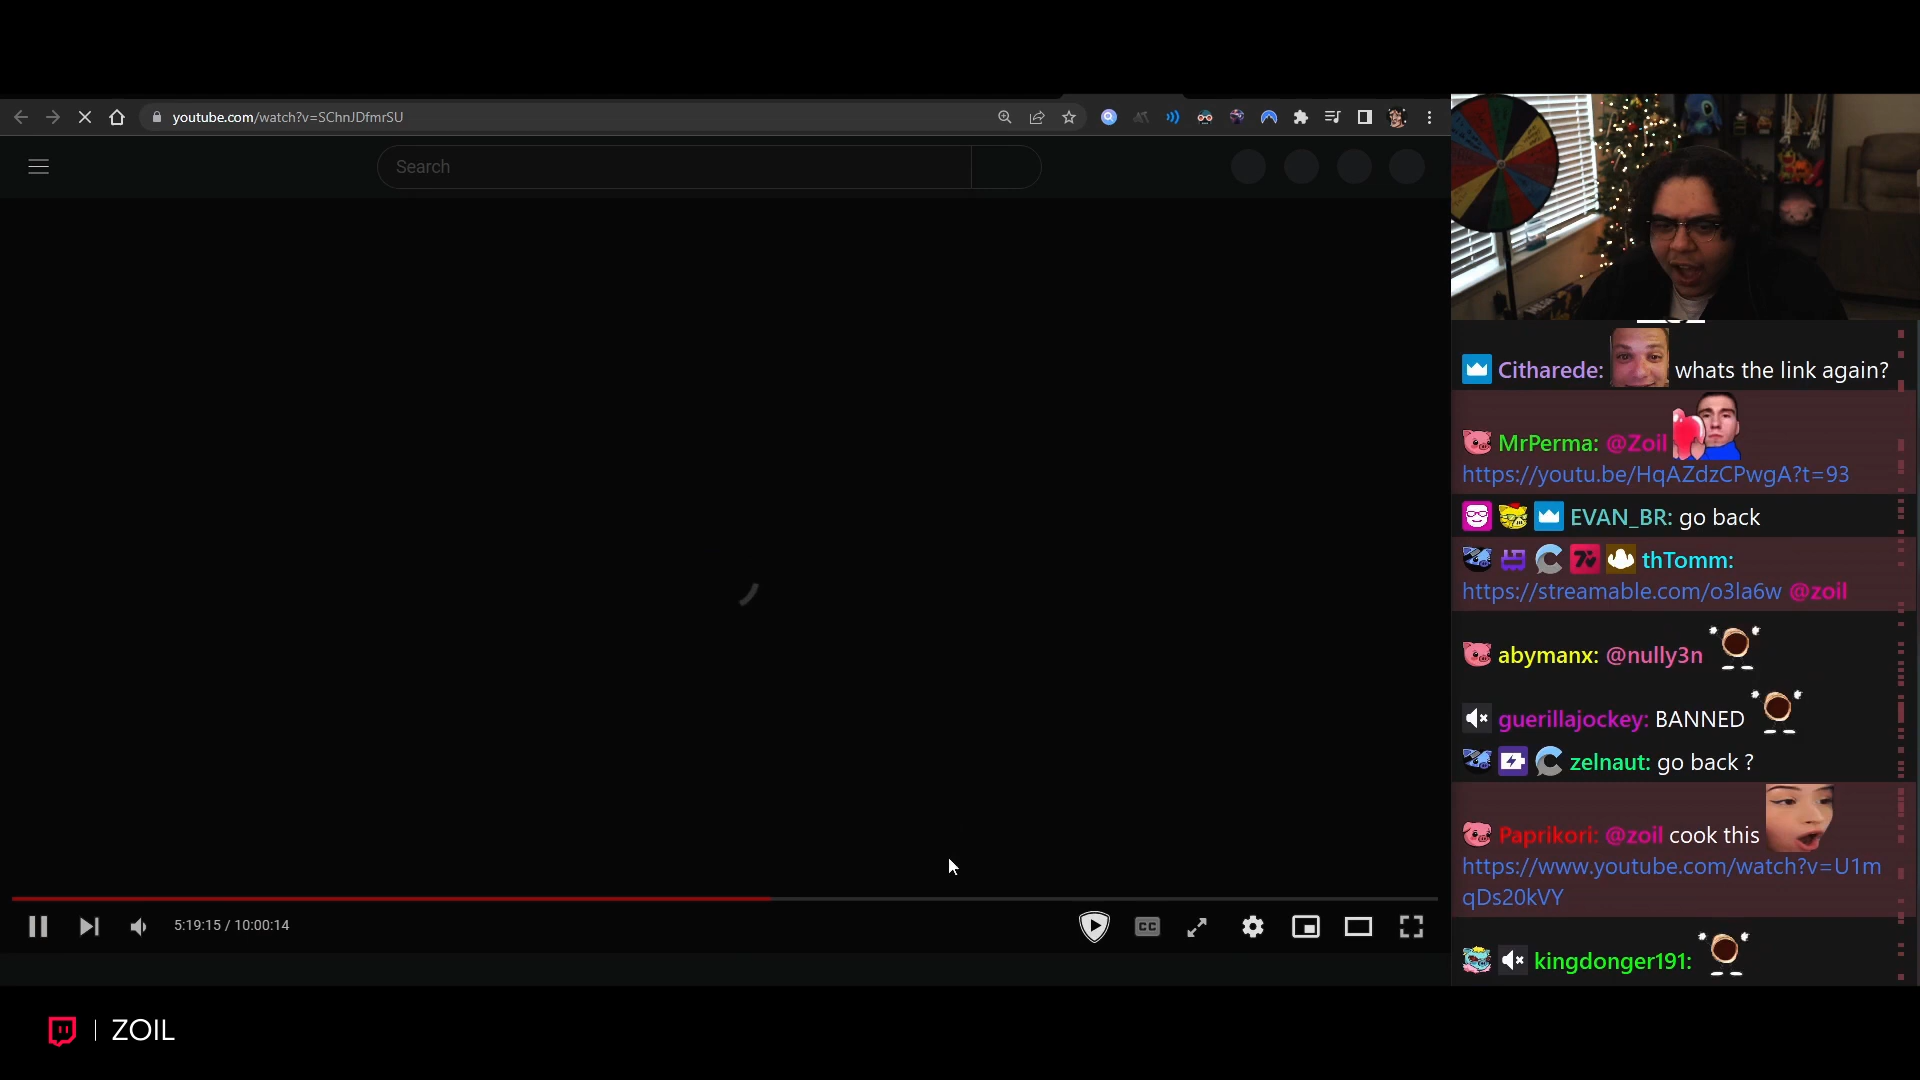 youtube.com/watch?v=SChnJDfmrSU
Search
5:19:15 / 10:00:14
CC
Citharede: whats the link again?
MrPerma: @Zoil
https://youtu.be/HqAZdzCPwgA?t=93
EVAN_BR: go back
thTomm:
https://streamable.com/o3la6w @zoil
abymanx: @nully3n
guerillajockey: BANNED
zelnaut: go back ?
Paprikori: @zoil cook this
https://www.youtube.com/watch?v=U1m
qDs20kVY
kingdonger191:
ZOIL